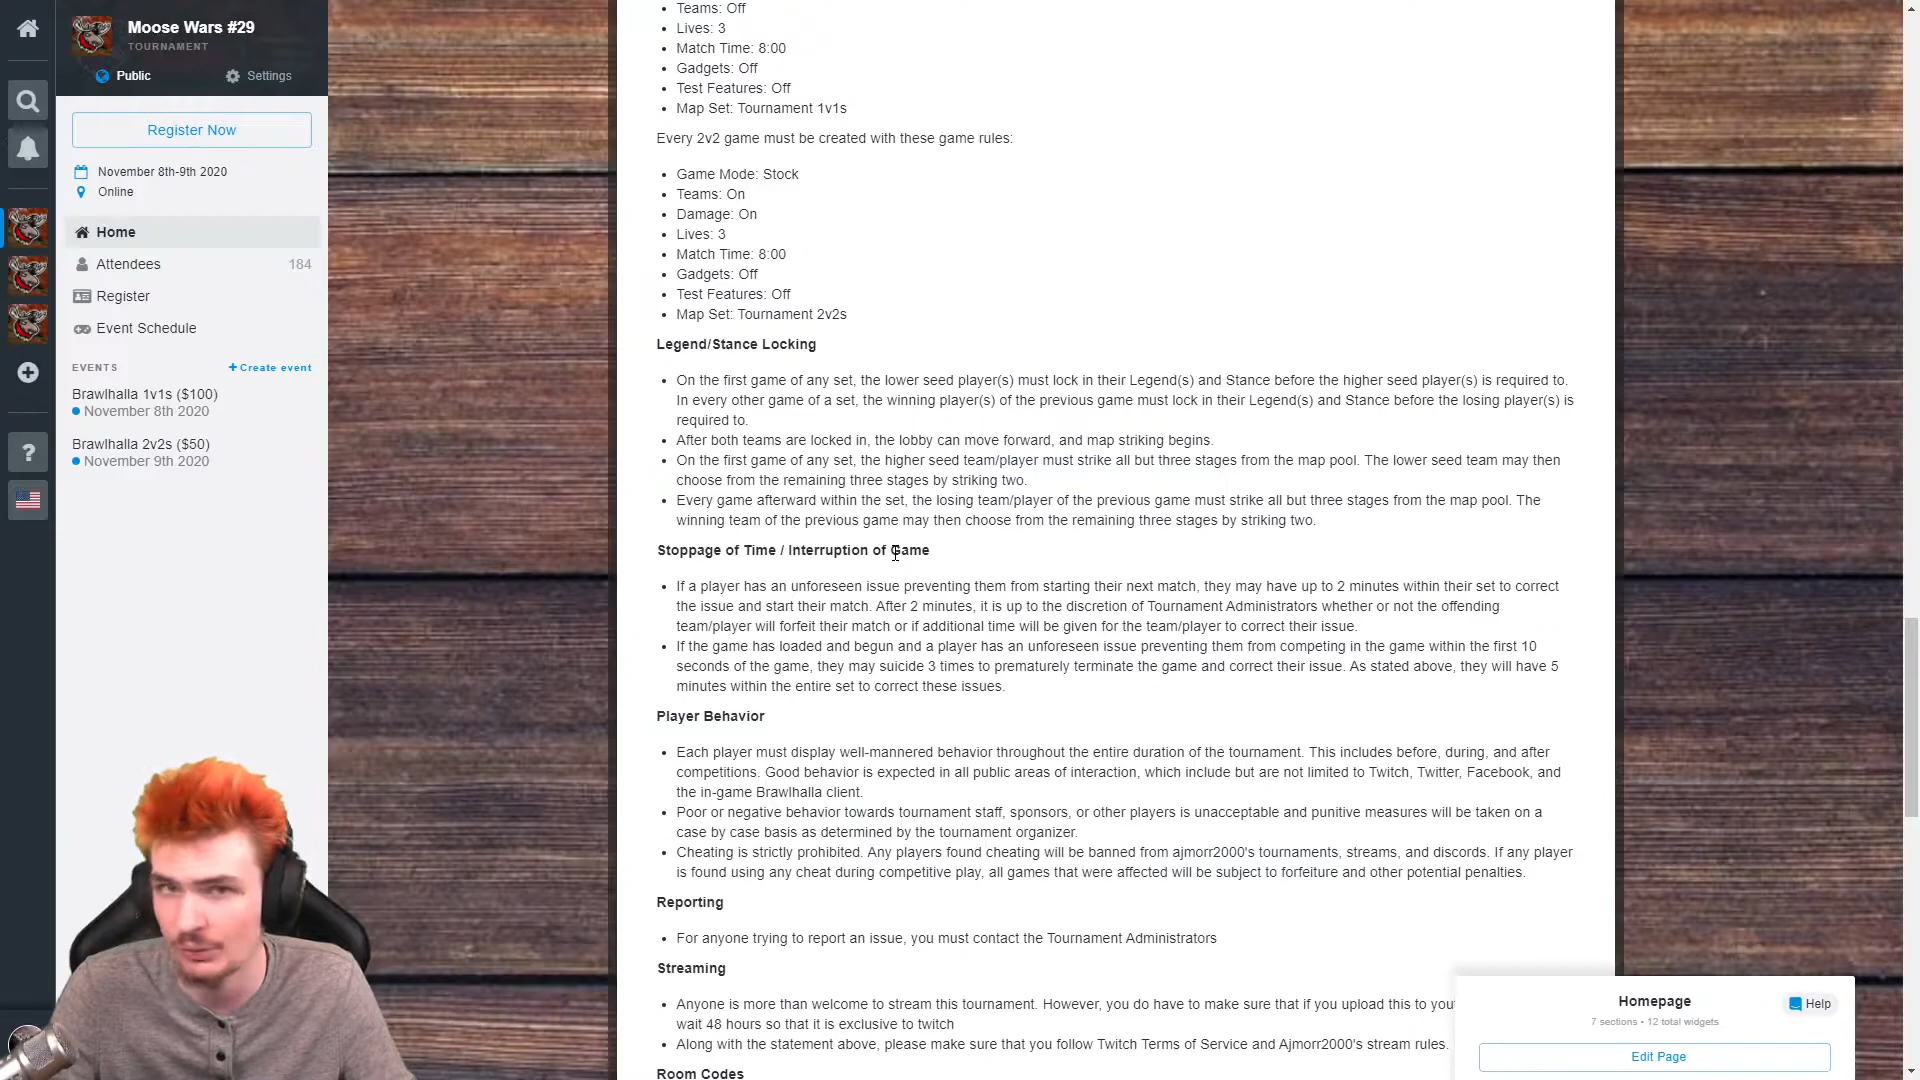 Moose Wars #29
TOURNAMENT
Public
Settings
Register Now
November 8th-9th 2020
Online
Home
Attendees 184
Register
Event Schedule
EVENTS
+ Create event
Brawlhalla 1v1s ($100)
November 8th 2020
Brawlhalla 2v2s ($50)
November 9th 2020
?
• Teams: Off
• Lives: 3
• Match Time: 8:00
• Gadgets: Off
• Test Features: Off
• Map Set: Tournament 1v1s
Every 2v2 game must be created with these game rules:
• Game Mode: Stock
• Teams: On
• Damage: On
• Lives: 3
• Match Time: 8:00
• Gadgets: Off
• Test Features: Off
• Map Set: Tournament 2v2s
Legend/Stance Locking
• On the first game of any set, the lower seed player(s) must lock in their Legend(s) and Stance before the higher seed player(s) is required to.
In every other game of a set, the winning player(s) of the previous game must lock in their Legend(s) and Stance before the losing player(s) is
required to.
• After both teams are locked in, the lobby can move forward, and map striking begins.
• On the first game of any set, the higher seed team/player must strike all but three stages from the map pool. The lower seed team may then
choose from the remaining three stages by striking two.
• Every game afterward within the set, the losing team/player of the previous game must strike all but three stages from the map pool. The
winning team of the previous game may then choose from the remaining three stages by striking two.
Stoppage of Time / Interruption of Game
• If a player has an unforeseen issue preventing them from starting their next match, they may have up to 2 minutes within their set to correct
the issue and start their match. After 2 minutes, it is up to the discretion of Tournament Administrators whether or not the offending
team/player will forfeit their match or if additional time will be given for the team/player to correct their issue.
• If the game has loaded and begun and a player has an unforeseen issue preventing them from competing in the game within the first 10
seconds of the game, they may suicide 3 times to prematurely terminate the game and correct their issue. As stated above, they will have 5
minutes within the entire set to correct these issues.
Player Behavior
• Each player must display well-mannered behavior throughout the entire duration of the tournament. This includes before, during, and after
competitions. Good behavior is expected in all public areas of interaction, which include but are not limited to Twitch, Twitter, Facebook, and
the in-game Brawlhalla client.
• Poor or negative behavior towards tournament staff, sponsors, or other players is unacceptable and punitive measures will be taken on a
case by case basis as determined by the tournament organizer.
• Cheating is strictly prohibited. Any players found cheating will be banned from ajmorr2000's tournaments, streams, and discords. If any player
is found using any cheat during competitive play, all games that were affected will be subject to forfeiture and other potential penalties.
Reporting
• For anyone trying to report an issue, you must contact the Tournament Administrators
Streaming
• Anyone is more than welcome to stream this tournament. However, you do have to make sure that if you upload this to you
wait 48 hours so that it is exclusive to twitch
• Along with the statement above, please make sure that you follow Twitch Terms of Service and Ajmorr2000's stream rules.
Room Codes
Homepage
Help
7 sections • 12 total widgets
Edit Page